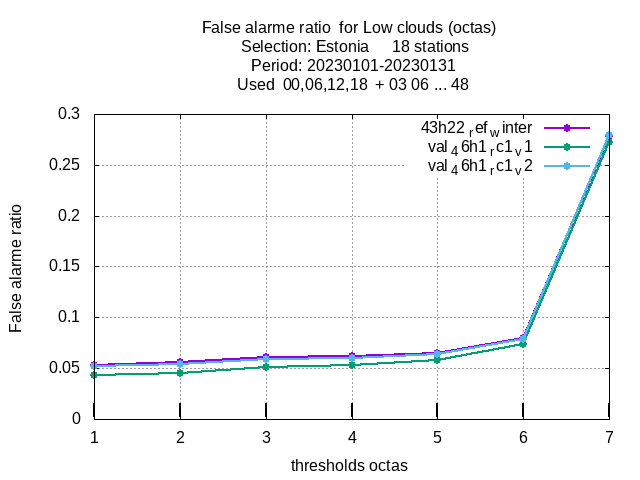 False alarme ratio  for Low clouds (octas)
Selection: Estonia     18 stations
Period: 20230101-20230131
Used  00,06,12,18  + 03 06 ... 48
43h22 ref winter
val 4 6h1 r c1 v 1
val 4 6h1 r c1 v 2
0.3
0.25
0.2
0.15
0.1
0.05
0
False alarme ratio
1 2 3 4 5 6 7
thresholds octas